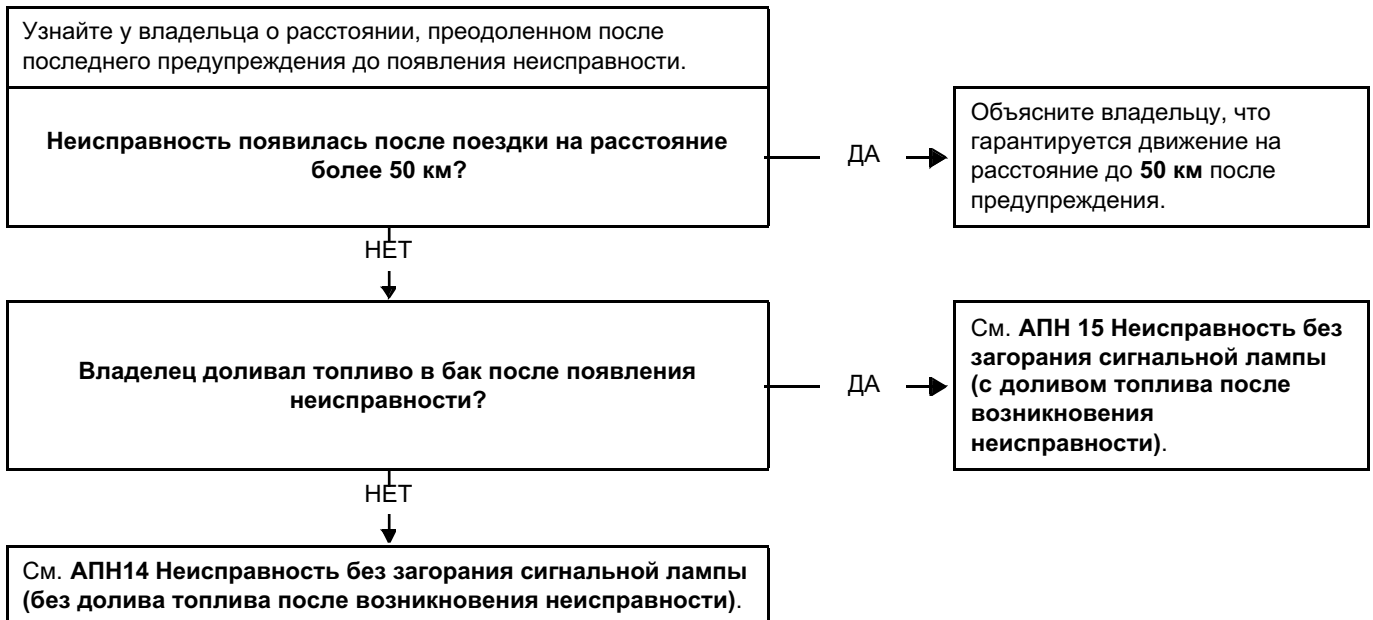 Узнайте у владельца о расстоянии, преодоленном после
последнего предупреждения до появления неисправности.
Неисправность появилась после поездки на расстояние
более 50 км?
ДА
Объясните владельцу, что
гарантируется движение на
расстояние до 50 км после
предупреждения.
НЕТ
Владелец доливал топливо в бак после появления
неисправности?
ДА
См. АПН 15 Неисправность без
загорания сигнальной лампы
(с доливом топлива после
возникновения
неисправности).
НЕТ
См. АПН14 Неисправность без загорания сигнальной лампы
(без долива топлива после возникновения неисправности).